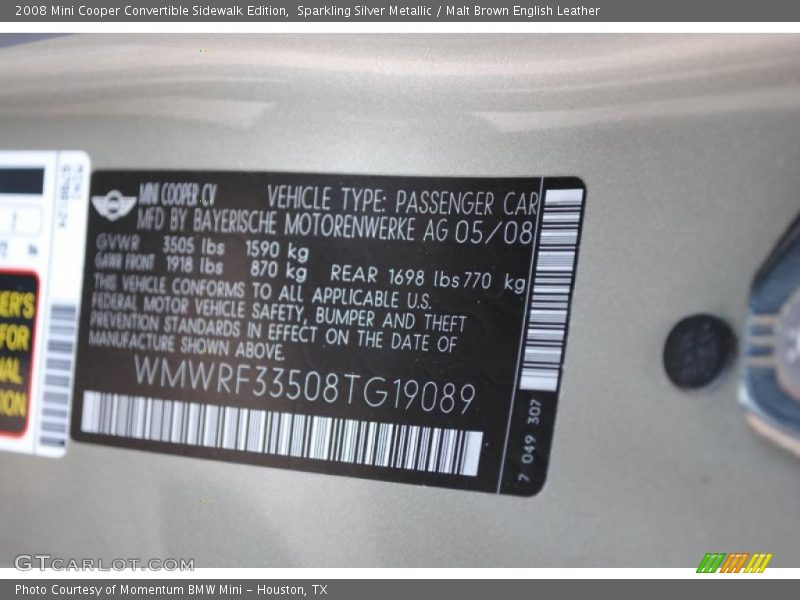 2008 Mini Cooper Convertible Sidewalk Edition, Sparkling Silver Metallic / Malt Brown English Leather
MINI COOPER CV VEHICLE TYPE: PASSENGER CAR
MFD BY BAYERISCHE MOTORENWERKE AG 05/08
GVWR 3505 lbs 1590 kg
GAWR FRONT 1918 lbs 870 kg REAR 1698 lbs 770 kg
THIS VEHICLE CONFORMS TO ALL APPLICABLE U.S.
FEDERAL MOTOR VEHICLE SAFETY, BUMPER AND THEFT
PREVENTION STANDARDS IN EFFECT ON THE DATE OF
MANUFACTURE SHOWN ABOVE.
WMWRF33508TG19089
7 049 307
GTCARLOT.COM
Photo Courtesy of Momentum BMW Mini - Houston, TX